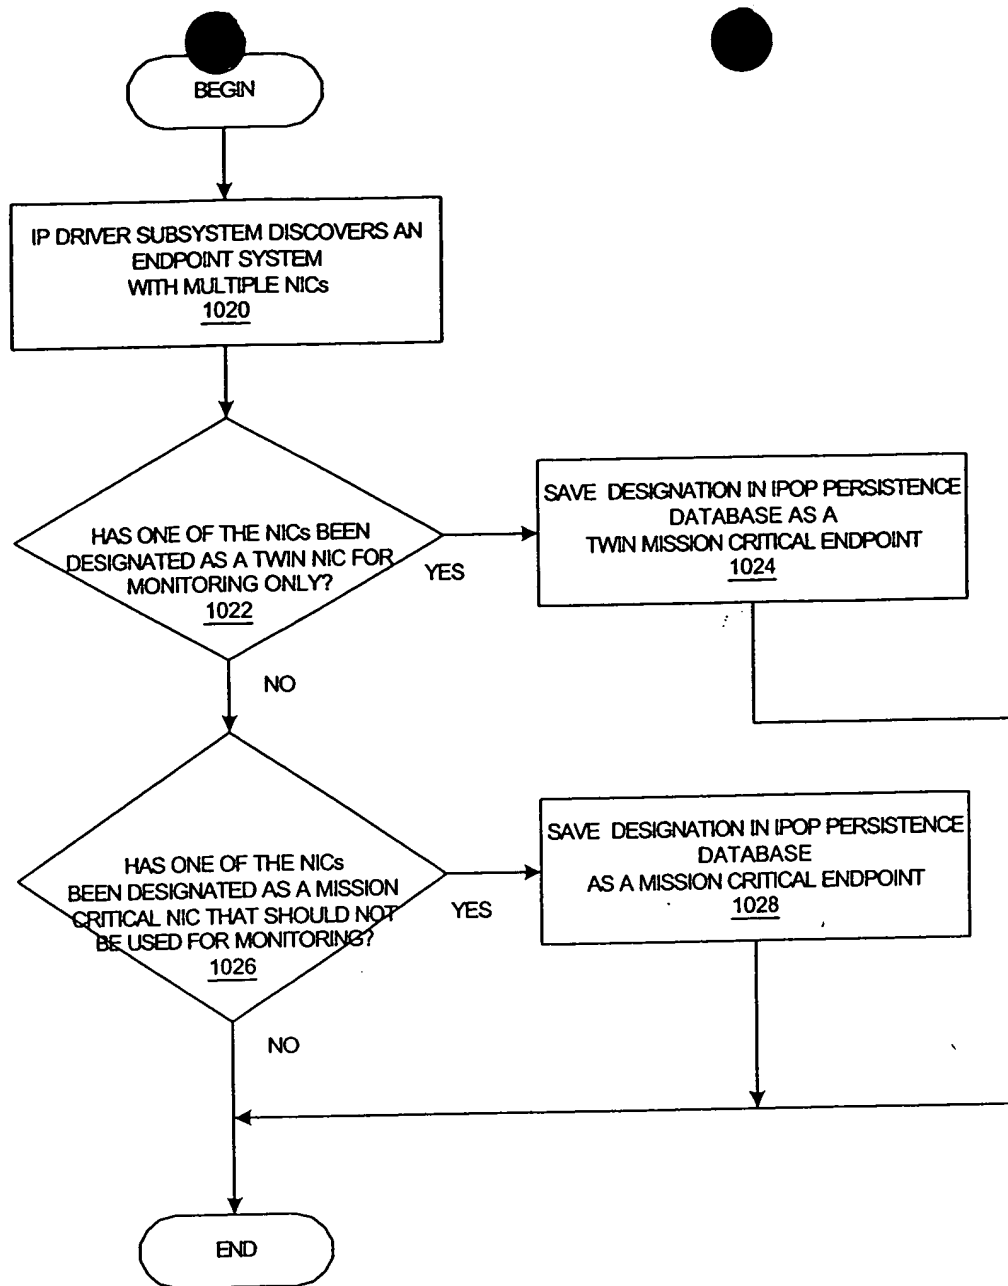 BEGIN
IP DRIVER SUBSYSTEM DISCOVERS AN
ENDPOINT SYSTEM
WITH MULTIPLE NICs
1020
HAS ONE OF THE NICs BEEN
DESIGNATED AS A TWIN NIC FOR
MONITORING ONLY?
1022
YES
SAVE DESIGNATION IN IPOP PERSISTENCE
DATABASE AS A
TWIN MISSION CRITICAL ENDPOINT
1024
NO
HAS ONE OF THE NICs
BEEN DESIGNATED AS A MISSION
CRITICAL NIC THAT SHOULD NOT
BE USED FOR MONITORING?
1026
YES
SAVE DESIGNATION IN IPOP PERSISTENCE
DATABASE
AS A MISSION CRITICAL ENDPOINT
1028
NO
END